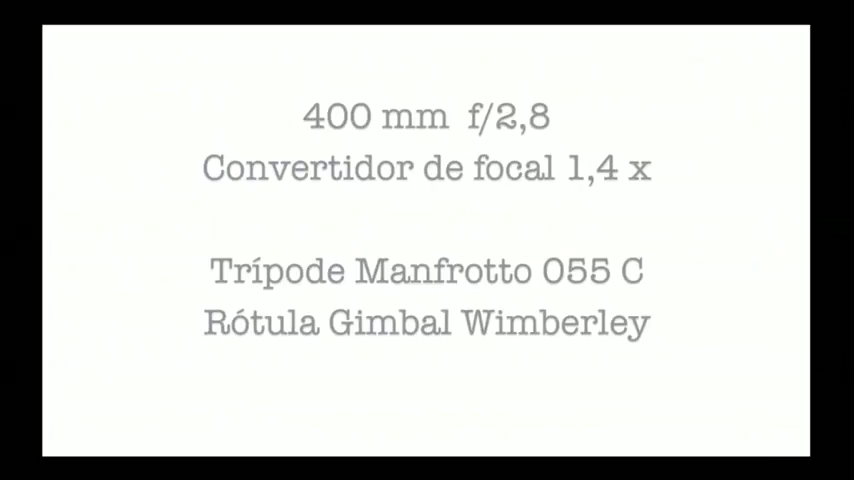 400 mm f/2,8
Convertidor de focal 1,4 x
Trípode Manfrotto 055 C
Rótula Gimbal Wimberley